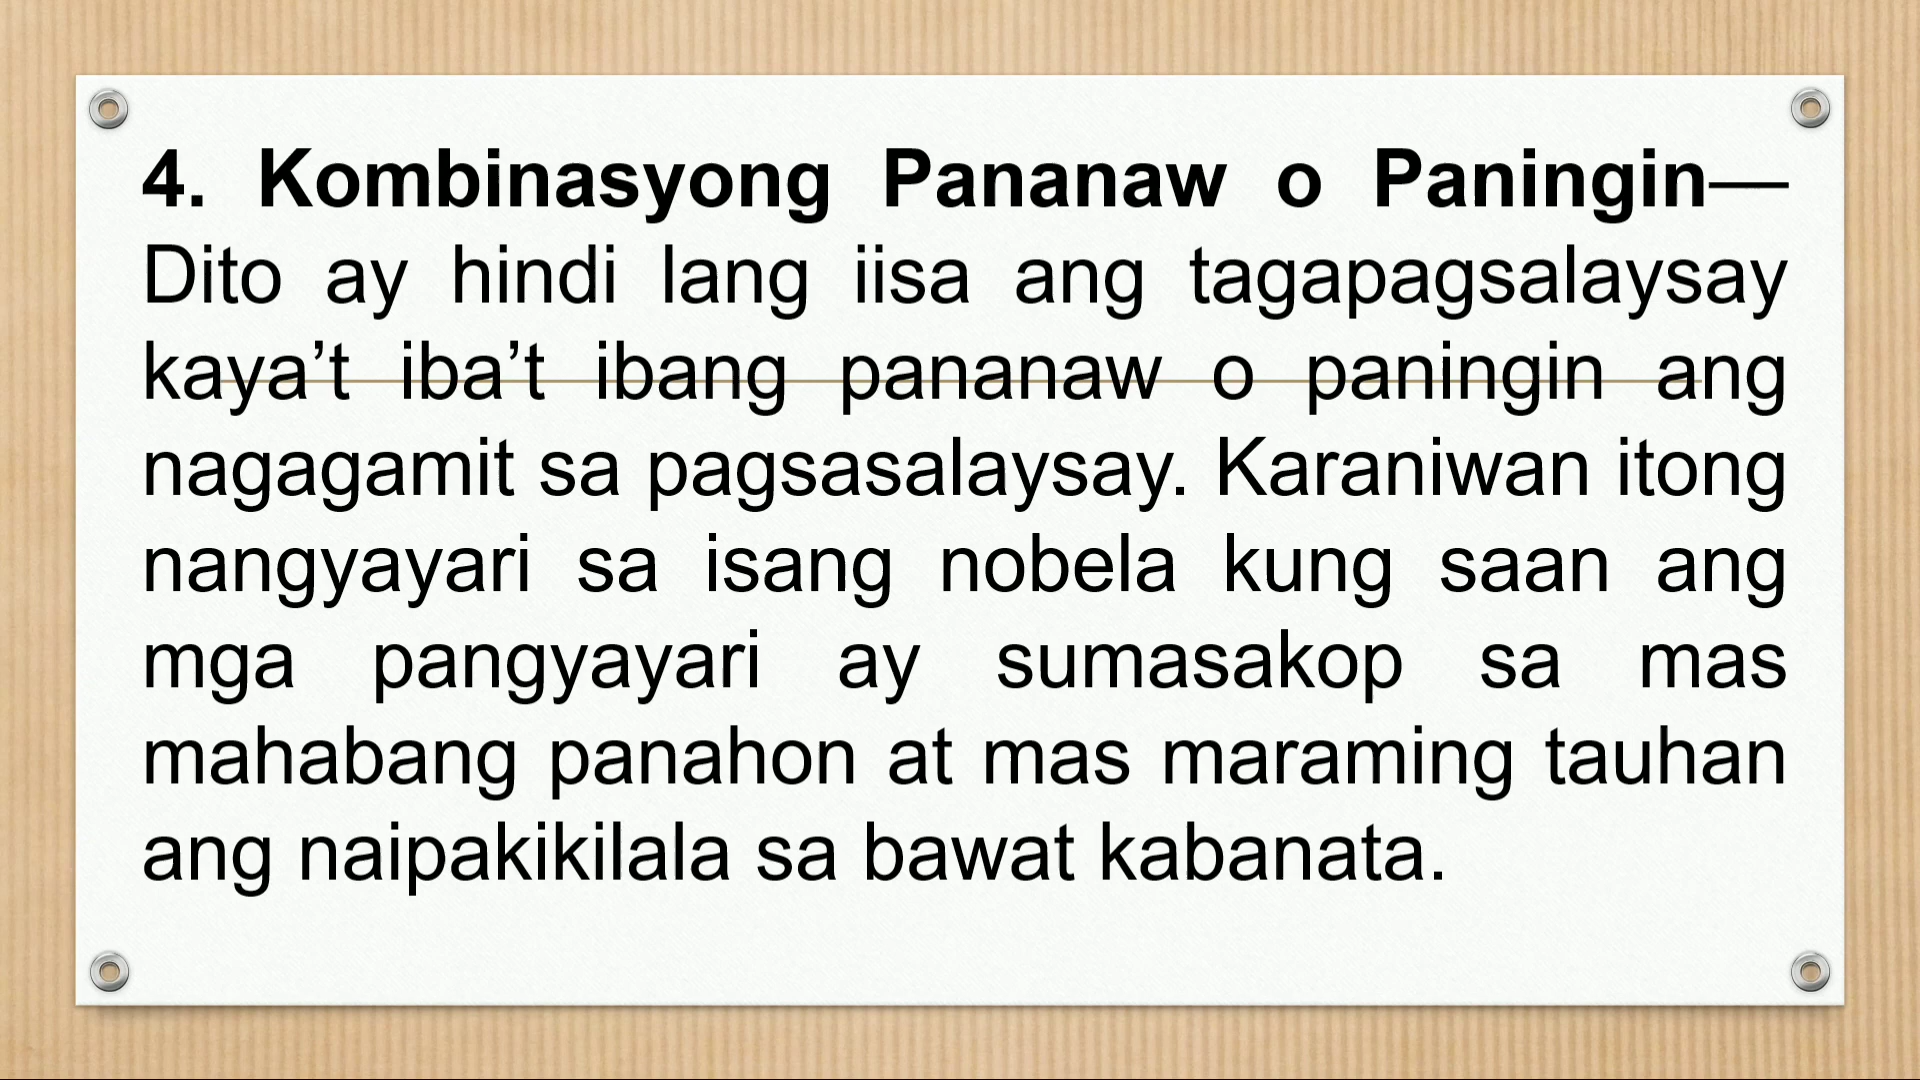 4. Kombinasyong Pananaw o Paningin—
Dito ay hindi lang iisa ang tagapagsalaysay
kaya’t iba’t ibang pananaw o paningin ang
nagagamit sa pagsasalaysay. Karaniwan itong
nangyayari sa isang nobela kung saan ang
mga pangyayari ay sumasakop sa mas
mahabang panahon at mas maraming tauhan
ang naipakikilala sa bawat kabanata.